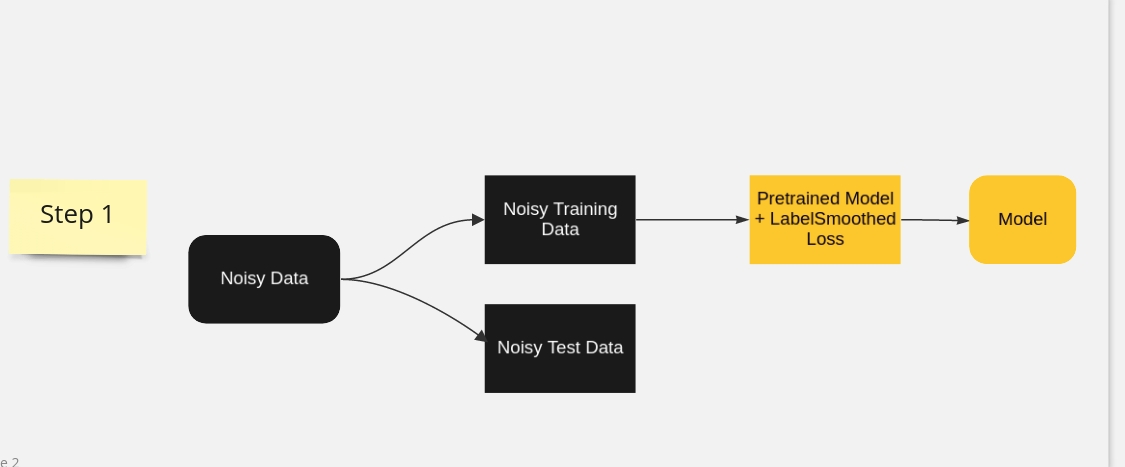 Step 1
Noisy Data
Noisy Training
Data
Noisy Test Data
Pretrained Model
+ LabelSmoothed
Loss
Model
e 2